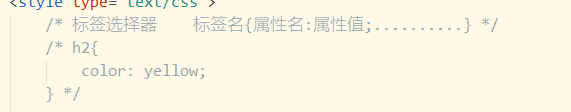 <style type="text/css">
/* 标签选择器 标签名{属性名:属性值;..........} */
/* h2{
color: yellow;
} */